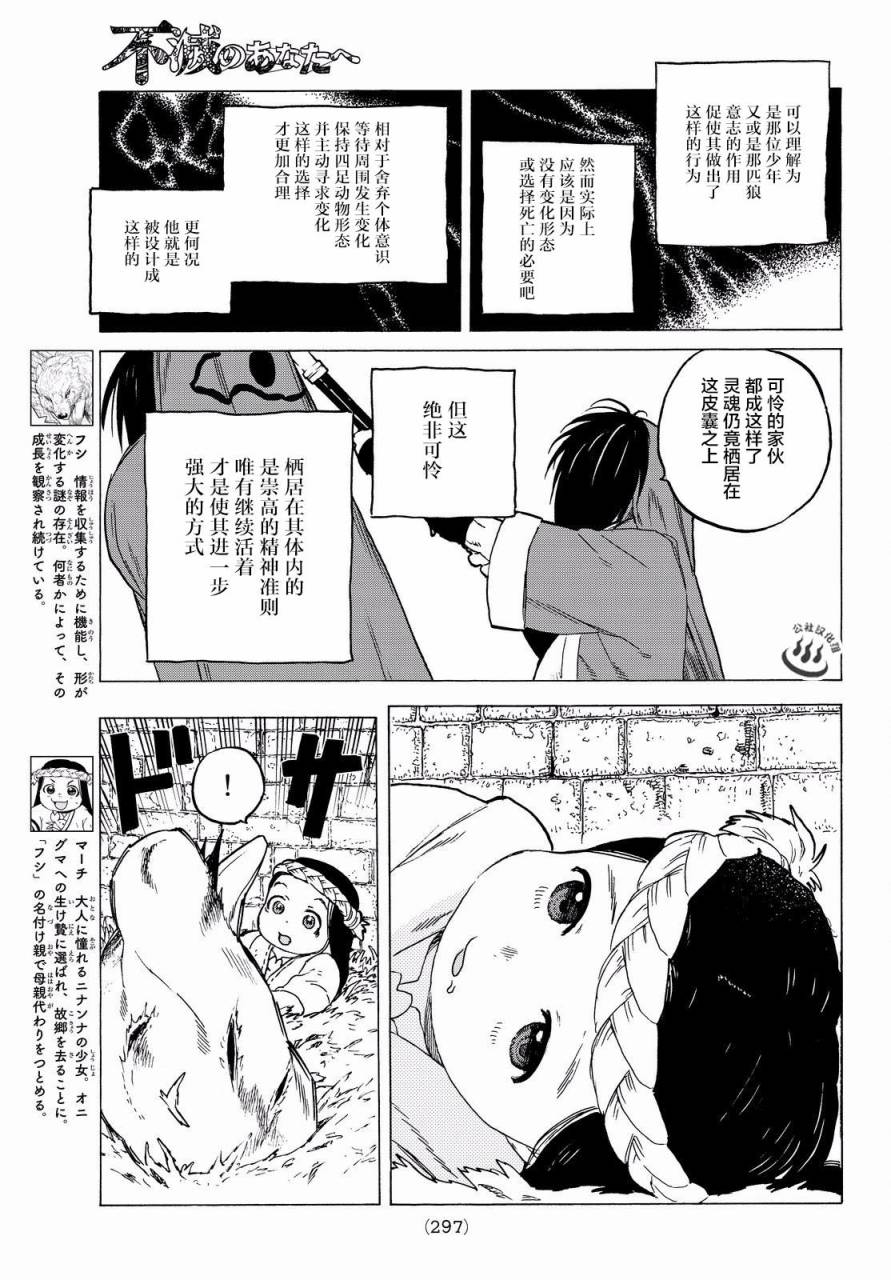 不滅のあなたへ
可以理解为
是那位少年
又或是那匹狼
意志的作用
促使其做出了
这样的行为
然而实际上
应该是因为
没有变化形态
或选择死亡的必要吧
相对于舍弃个体意识
等待周围发生变化
保持四足动物形态
并主动寻求变化
这样的选择
才更加合理
更何况
他就是
被设计成
这样的
可怜的家伙
都成这样了
灵魂仍竟栖居在
这皮囊之上
但这
绝非可怜
栖居在其体内的
是崇高的精神准则
唯有继续活着
才是使其进一步
强大的方式
公社汉化组
フシ 情報を収集するために機能し、形が
変化する謎の存在。何者かによって、その
成長を観察され続けている。
ドサ
!
マーチ 大人に憧れるニナンナの少女。オニ
グマへの生け贄に選ばれ、故郷を去ることに。
「フシ」の名付け親で母親代わりをつとめる。
(297)